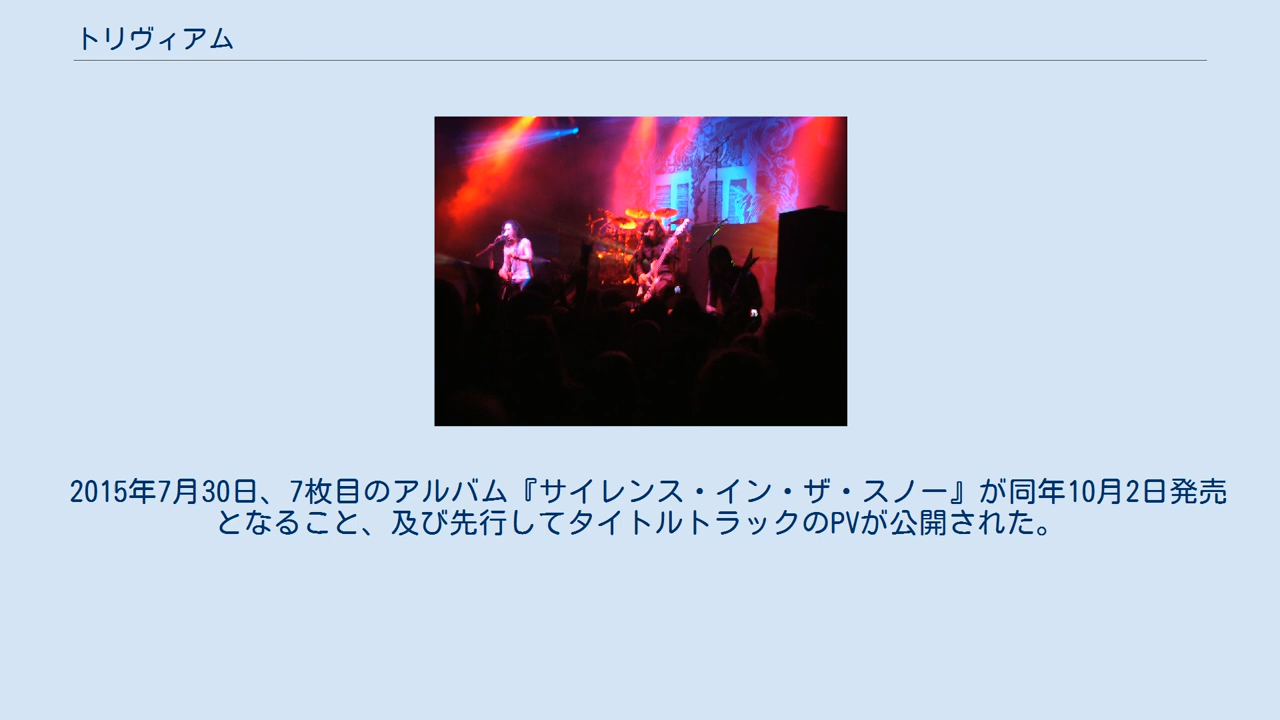 トリヴィアム
2015年7月30日、7枚目のアルバム『サイレンス・イン・ザ・スノー』が同年10月2日発売
となること、及び先行してタイトルトラックのPVが公開された。